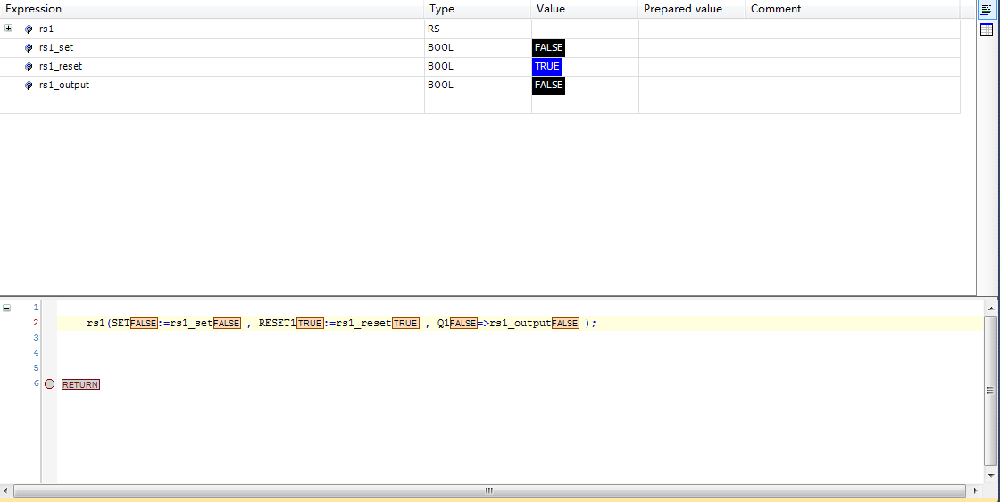 Expression Type Value Prepared value Comment
rs1 RS
rs1_set BOOL FALSE
rs1_reset BOOL TRUE
rs1_output BOOL FALSE
1
2 rs1(SETFALSE:=rs1_setFALSE , RESET1TRUE:=rs1_resetTRUE , Q1FALSE=>rs1_outputFALSE );
3
4
5
6 RETURN